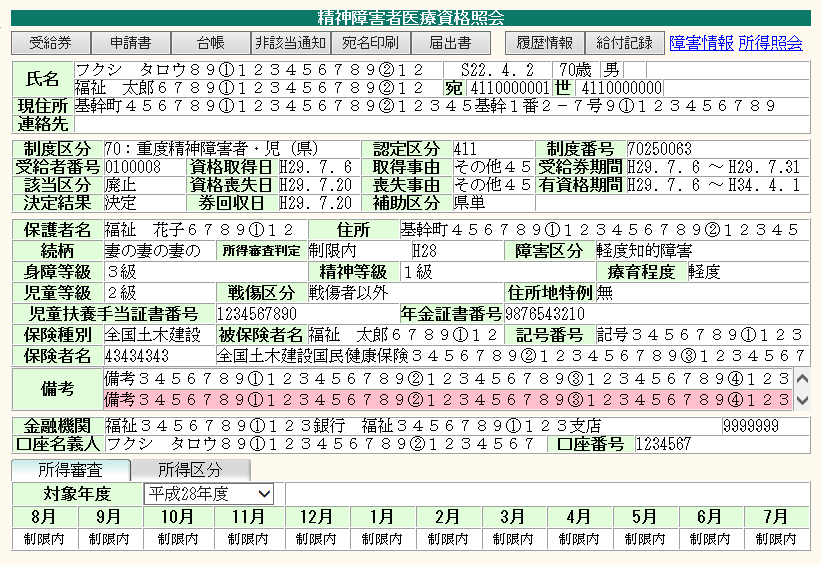 精神障害者医療資格照会
受給券 申請書 台帳 非該当通知 宛名印刷 届出書 履歴情報 給付記録 障害情報 所得照会
氏名 フクシ　タロウ８９①１２３４５６７８９②１２ S22. 4. 2 70歳 男
福祉　太郎６７８９①１２３４５６７８９②１２ 宛 4110000001 世 4110000000
現住所 基幹町４５６７８９①１２３４５６７８９②１２３４５基幹１番２－７号９①１２３４５６７８９
連絡先
制度区分 70：重度精神障害者・児（県） 認定区分 411 制度番号 70250063
受給者番号 0100008 資格取得日 H29. 7. 6 取得事由 その他４５ 受給券期間 H29. 7. 6 ～ H29. 7.31
該当区分 廃止 資格喪失日 H29. 7.20 喪失事由 その他４５ 有資格期間 H29. 7. 6 ～ H34. 4. 1
決定結果 決定 券回収日 H29. 7.20 補助区分 県単
保護者名 福祉　花子６７８９①１２ 住所 基幹町４５６７８９①１２３４５６７８９②１２３４５
続柄 妻の妻の妻の 所得審査判定 制限内 H28 障害区分 軽度知的障害
身障等級 ３級 精神等級 １級 療育程度 軽度
児童等級 ２級 戦傷区分 戦傷者以外 住所地特例 無
児童扶養手当証書番号 1234567890 年金証書番号 9876543210
保険種別 全国土木建設 被保険者名 福祉　太郎６７８９①１２ 記号番号 記号３４５６７８９①１２３
保険者名 43434343 全国土木建設国民健康保険３４５６７８９②１２３４５６７８９③１２３４５６７
備考 備考３４５６７８９①１２３４５６７８９②１２３４５６７８９③１２３４５６７８９④１２３
備考３４５６７８９①１２３４５６７８９②１２３４５６７８９③１２３４５６７８９④１２３
金融機関 福祉３４５６７８９①１２３銀行　福祉３４５６７８９①１２３支店 9999999
口座名義人 フクシ　タロウ８９①１２３４５６７８９②１２３４５６７ 口座番号 1234567
所得審査 所得区分
対象年度 平成28年度
8月 9月 10月 11月 12月 1月 2月 3月 4月 5月 6月 7月
制限内 制限内 制限内 制限内 制限内 制限内 制限内 制限内 制限内 制限内 制限内 制限内